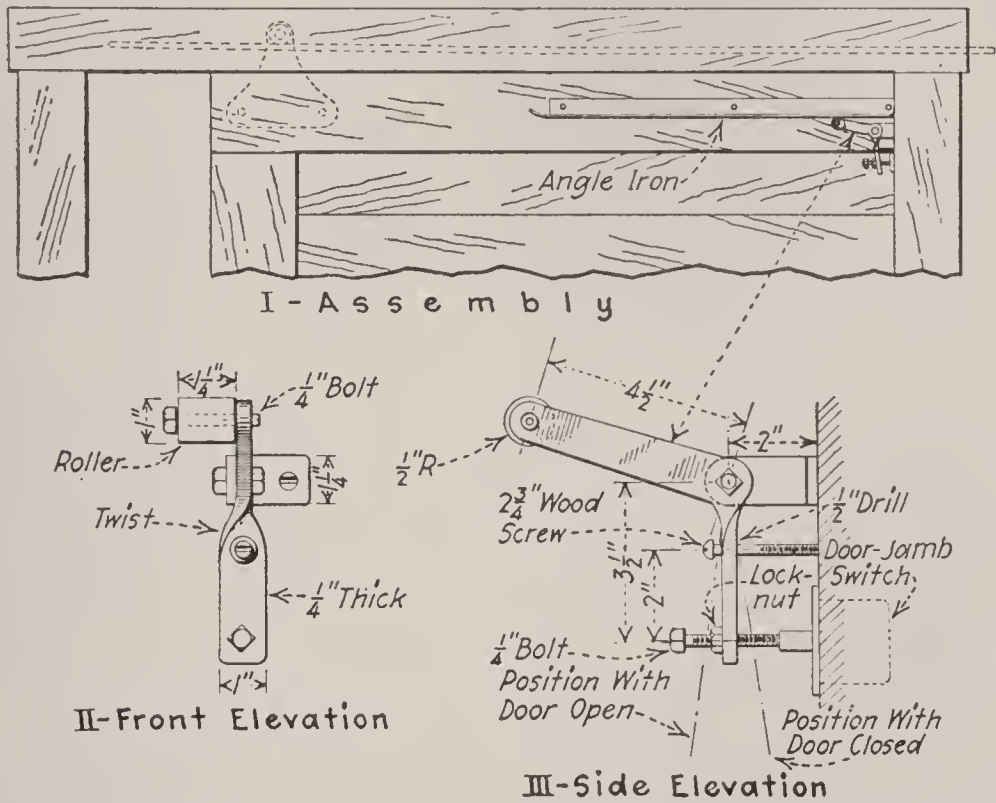 Angle Iron
I-Assembly
1 1/4"
1/4" Bolt
1"
Roller
1 1/4"
Twist
1/4" Thick
1"
II-Front Elevation
4 1/2"
2"
1/2" R
2 3/4" Wood
Screw
1/2" Drill
3 1/2"
2"
Door-Jamb
Switch
Lock-
nut
1/4" Bolt
Position With
Door Open
Position With
Door Closed
III-Side Elevation